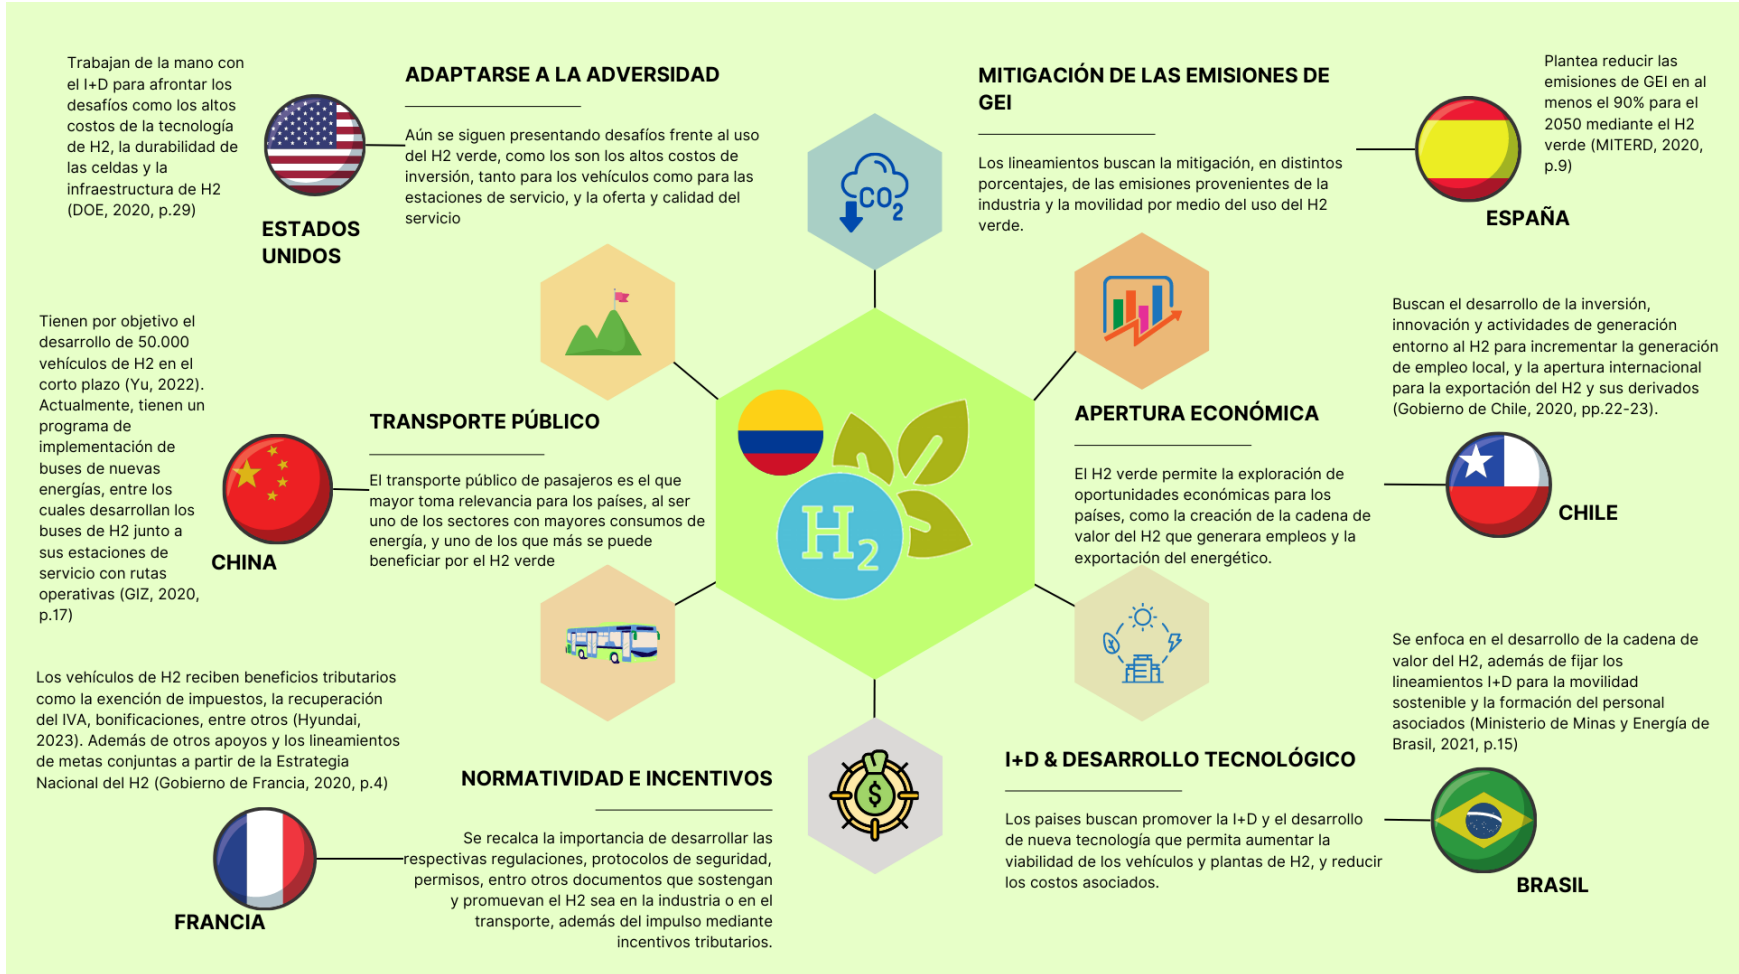 Trabajan de la mano con
el I+D para afrontar los
desafíos como los altos
costos de la tecnología
de H2, la durabilidad de
las celdas y la
infraestructura de H2
(DOE, 2020, p.29)
ESTADOS
UNIDOS
ADAPTARSE A LA ADVERSIDAD
Aún se siguen presentando desafíos frente al uso
del H2 verde, como los son los altos costos de
inversión, tanto para los vehículos como para las
estaciones de servicio, y la oferta y calidad del
servicio
CO2
MITIGACIÓN DE LAS EMISIONES DE
GEI
Los lineamientos buscan la mitigación, en distintos
porcentajes, de las emisiones provenientes de la
industria y la movilidad por medio del uso del H2
verde.
Plantea reducir las
emisiones de GEI en al
menos el 90% para el
2050 mediante el H2
verde (MITERD, 2020,
p.9)
ESPAÑA
Tienen por objetivo el
desarrollo de 50.000
vehículos de H2 en el
corto plazo (Yu, 2022).
Actualmente, tienen un
programa de
implementación de
buses de nuevas
energías, entre los
cuales desarrollan los
buses de H2 junto a
sus estaciones de
servicio con rutas
operativas (GIZ, 2020,
p.17)
CHINA
TRANSPORTE PÚBLICO
El transporte público de pasajeros es el que
mayor toma relevancia para los países, al ser
uno de los sectores con mayores consumos de
energía, y uno de los que más se puede
beneficiar por el H2 verde
H2
APERTURA ECONÓMICA
El H2 verde permite la exploración de
oportunidades económicas para los
países, como la creación de la cadena de
valor del H2 que generara empleos y la
exportación del energético.
Buscan el desarrollo de la inversión,
innovación y actividades de generación
entorno al H2 para incrementar la generación
de empleo local, y la apertura internacional
para la exportación del H2 y sus derivados
(Gobierno de Chile, 2020, pp.22-23).
CHILE
Los vehículos de H2 reciben beneficios tributarios
como la exención de impuestos, la recuperación
del IVA, bonificaciones, entre otros (Hyundai,
2023). Además de otros apoyos y los lineamientos
de metas conjuntas a partir de la Estrategia
Nacional del H2 (Gobierno de Francia, 2020, p.4)
FRANCIA
NORMATIVIDAD E INCENTIVOS
Se recalca la importancia de desarrollar las
respectivas regulaciones, protocolos de seguridad,
permisos, entro otros documentos que sostengan
y promuevan el H2 sea en la industria o en el
transporte, además del impulso mediante
incentivos tributarios.
$
I+D & DESARROLLO TECNOLÓGICO
Los paises buscan promover la I+D y el desarrollo
de nueva tecnología que permita aumentar la
viabilidad de los vehículos y plantas de H2, y reducir
los costos asociados.
Se enfoca en el desarrollo de la cadena de
valor del H2, además de fijar los
lineamientos I+D para la movilidad
sostenible y la formación del personal
asociados (Ministerio de Minas y Energía de
Brasil, 2021, p.15)
BRASIL